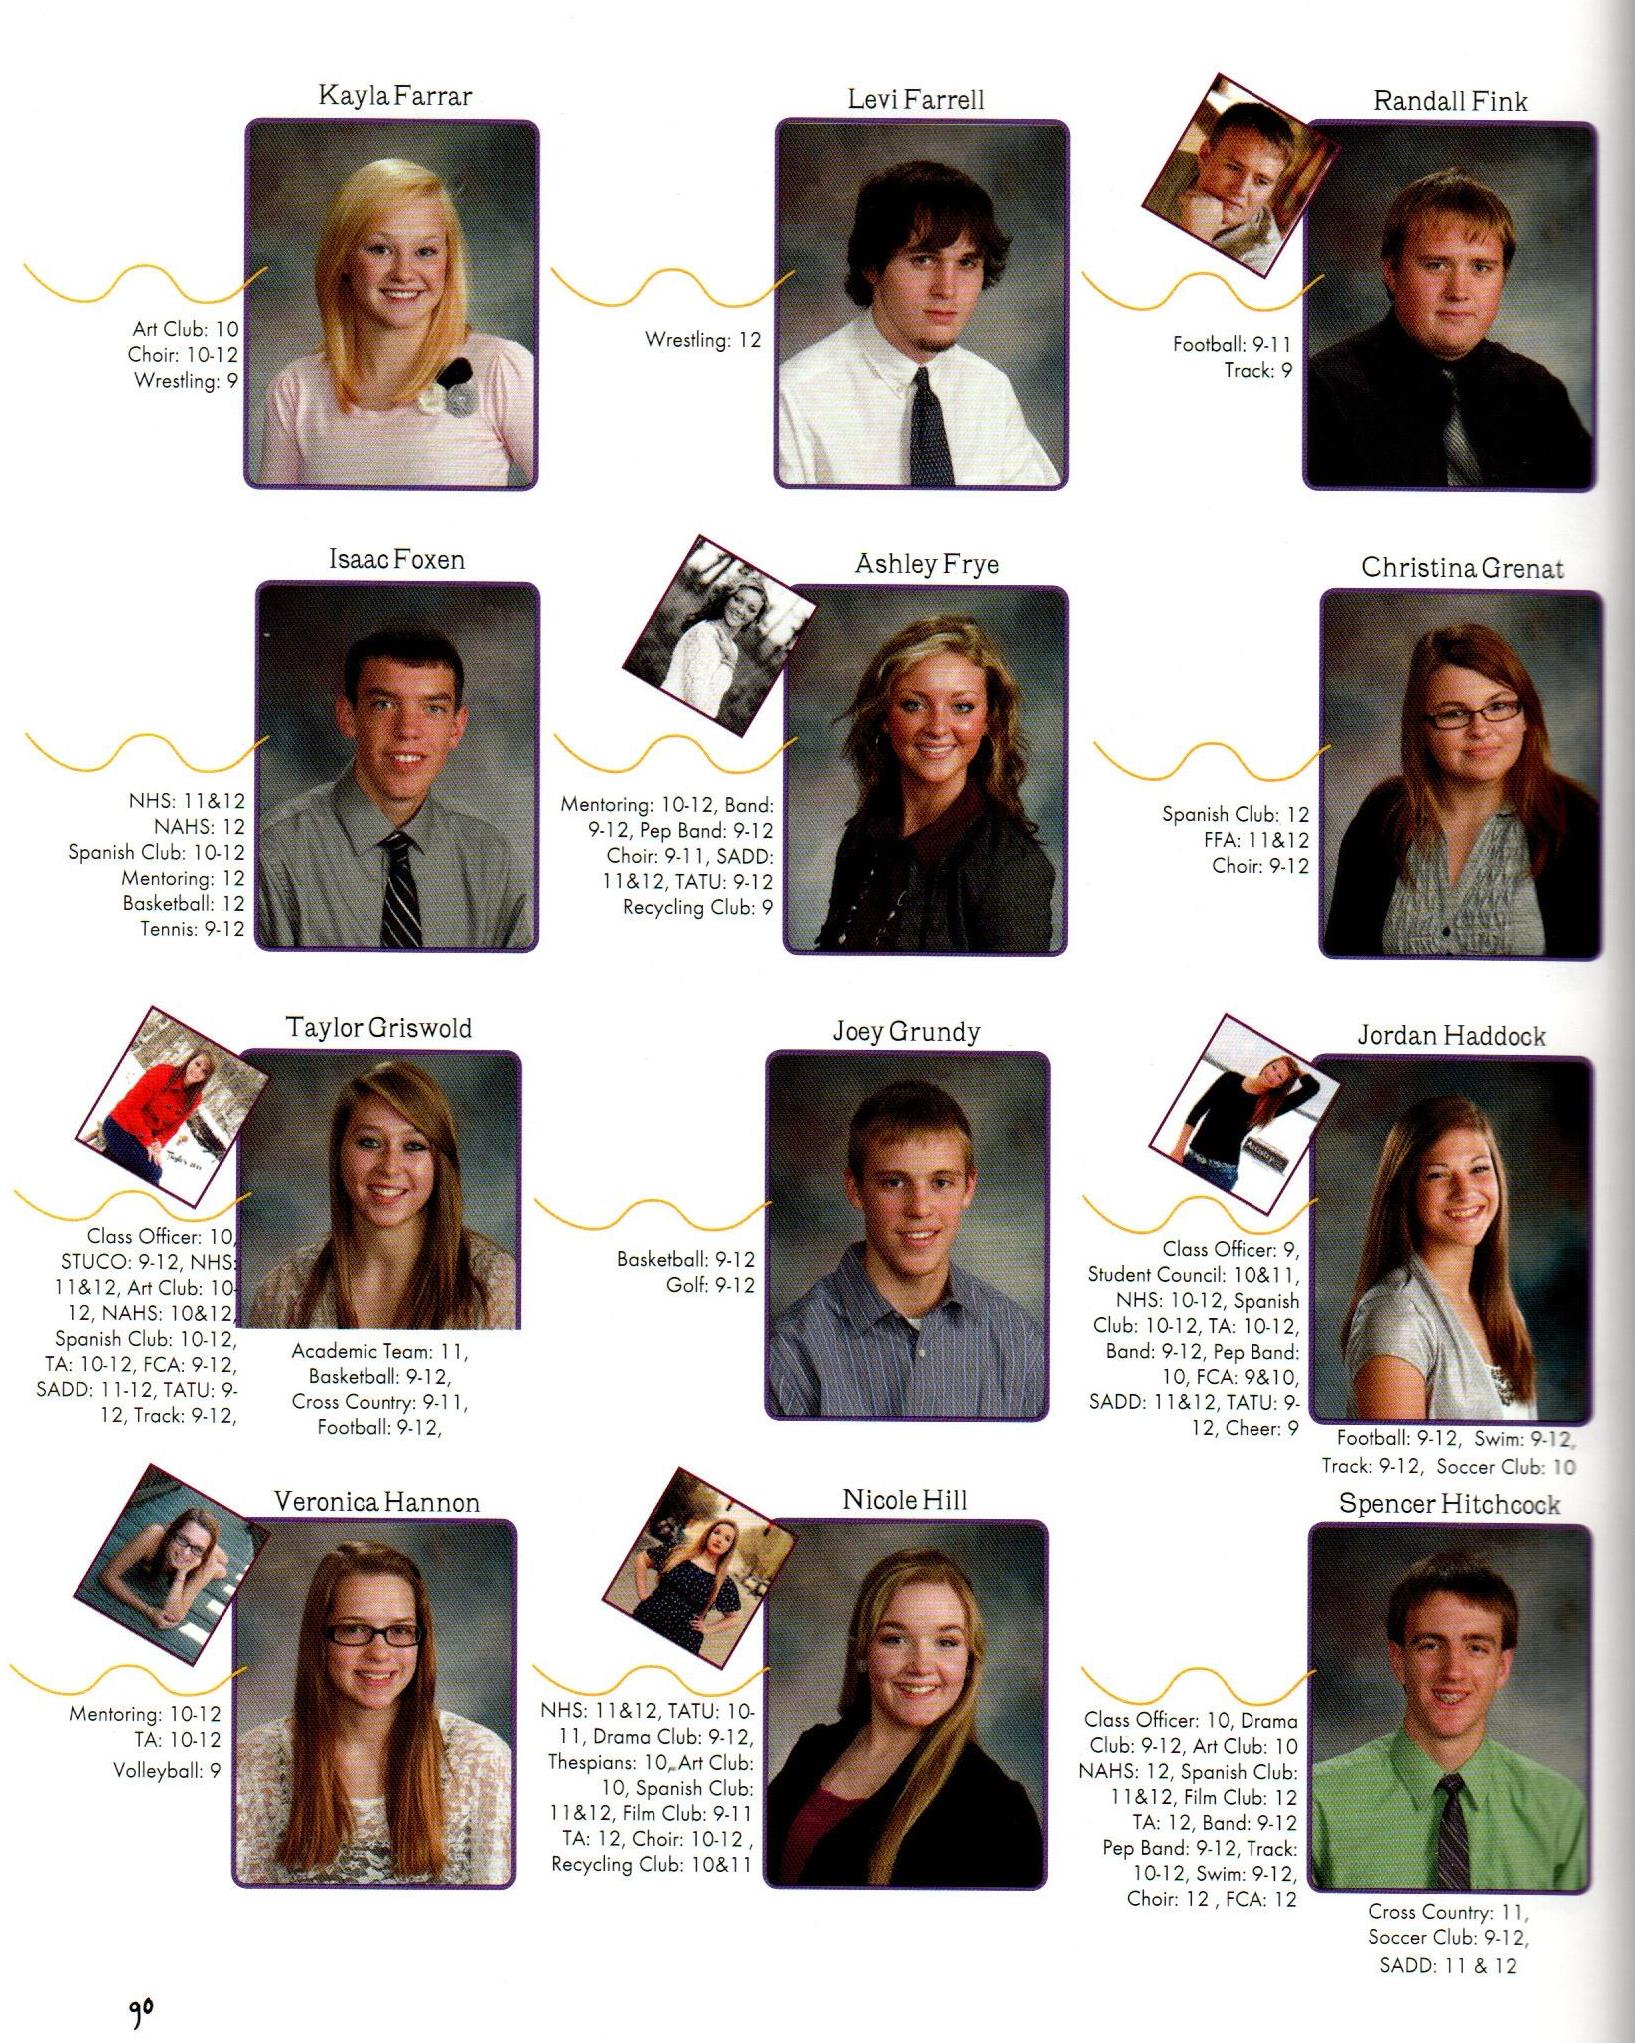 Kayla Farrar
Art Club: 10
Choir: 10-12
Wrestling: 9
Levi Farrell
Wrestling: 12
Randall Fink
Football: 9-11
Track: 9
Isaac Foxen
NHS: 11&12
NAHS: 12
Spanish Club: 10-12
Mentoring: 12
Basketball: 12
Tennis: 9-12
Ashley Frye
Mentoring: 10-12, Band:
9-12, Pep Band: 9-12
Choir: 9-11, SADD:
11&12, TATU: 9-12
Recycling Club: 9
Christina Grenat
Spanish Club: 12
FFA: 11&12
Choir: 9-12
Taylor Griswold
Class Officer: 10,
STUCO: 9-12, NHS:
11&12, Art Club: 10-
12, NAHS: 10&12,
Spanish Club: 10-12,
TA: 10-12, FCA: 9-12,
SADD: 11-12, TATU: 9-
12, Track: 9-12,
Academic Team: 11,
Basketball: 9-12,
Cross Country: 9-11,
Football: 9-12,
Joey Grundy
Basketball: 9-12
Golf: 9-12
Jordan Haddock
Class Officer: 9,
Student Council: 10&11,
NHS: 10-12, Spanish
Club: 10-12, TA: 10-12,
Band: 9-12, Pep Band:
10, FCA: 9&10,
SADD: 11&12, TATU: 9-
12, Cheer: 9
Football: 9-12, Swim: 9-12,
Track: 9-12, Soccer Club: 10
Veronica Hannon
Mentoring: 10-12
TA: 10-12
Volleyball: 9
Nicole Hill
NHS: 11&12, TATU: 10-
11, Drama Club: 9-12,
Thespians: 10, Art Club:
10, Spanish Club:
11&12, Film Club: 9-11
TA: 12, Choir: 10-12 ,
Recycling Club: 10&11
Spencer Hitchcock
Class Officer: 10, Drama
Club: 9-12, Art Club: 10
NAHS: 12, Spanish Club:
11&12, Film Club: 12
TA: 12, Band: 9-12
Pep Band: 9-12, Track:
10-12, Swim: 9-12,
Choir: 12 , FCA: 12
Cross Country: 11,
Soccer Club: 9-12,
SADD: 11 & 12
90